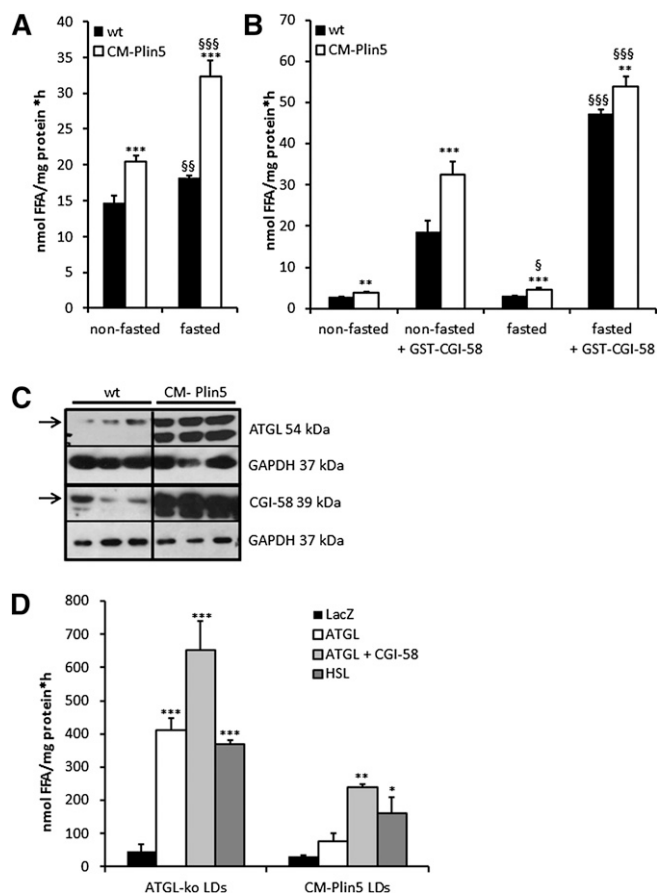 A
wt
CM-Plin5
nmol FFA/mg protein *h
40
35
30
25
20
15
10
5
0
***
§§
§§§
***
non-fasted
fasted
B
wt
CM-Plin5
nmol FFA/mg protein*h
70
60
50
40
30
20
10
0
**
***
§
***
§§§
§§§
**
non-fasted
non-fasted
+ GST-CGI-58
fasted
fasted
+ GST-CGI-58
C
wt
CM- Plin5
ATGL 54 kDa
GAPDH 37 kDa
CGI-58 39 kDa
GAPDH 37 kDa
D
LacZ
ATGL
ATGL + CGI-58
HSL
nmol FFA/mg protein*h
800
700
600
500
400
300
200
100
0
***
***
***
**
*
ATGL-ko LDs
CM-Plin5 LDs